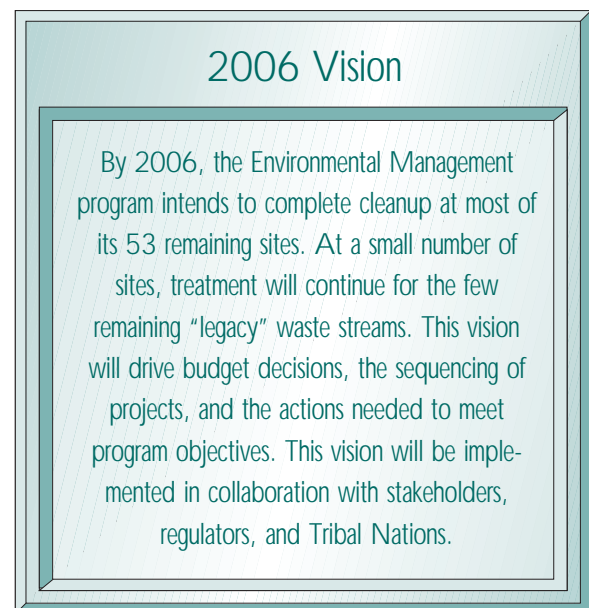 2006 Vision
By 2006, the Environmental Management
program intends to complete cleanup at most of
its 53 remaining sites. At a small number of
sites, treatment will continue for the few
remaining “legacy” waste streams. This vision
will drive budget decisions, the sequencing of
projects, and the actions needed to meet
program objectives. This vision will be imple-
mented in collaboration with stakeholders,
regulators, and Tribal Nations.